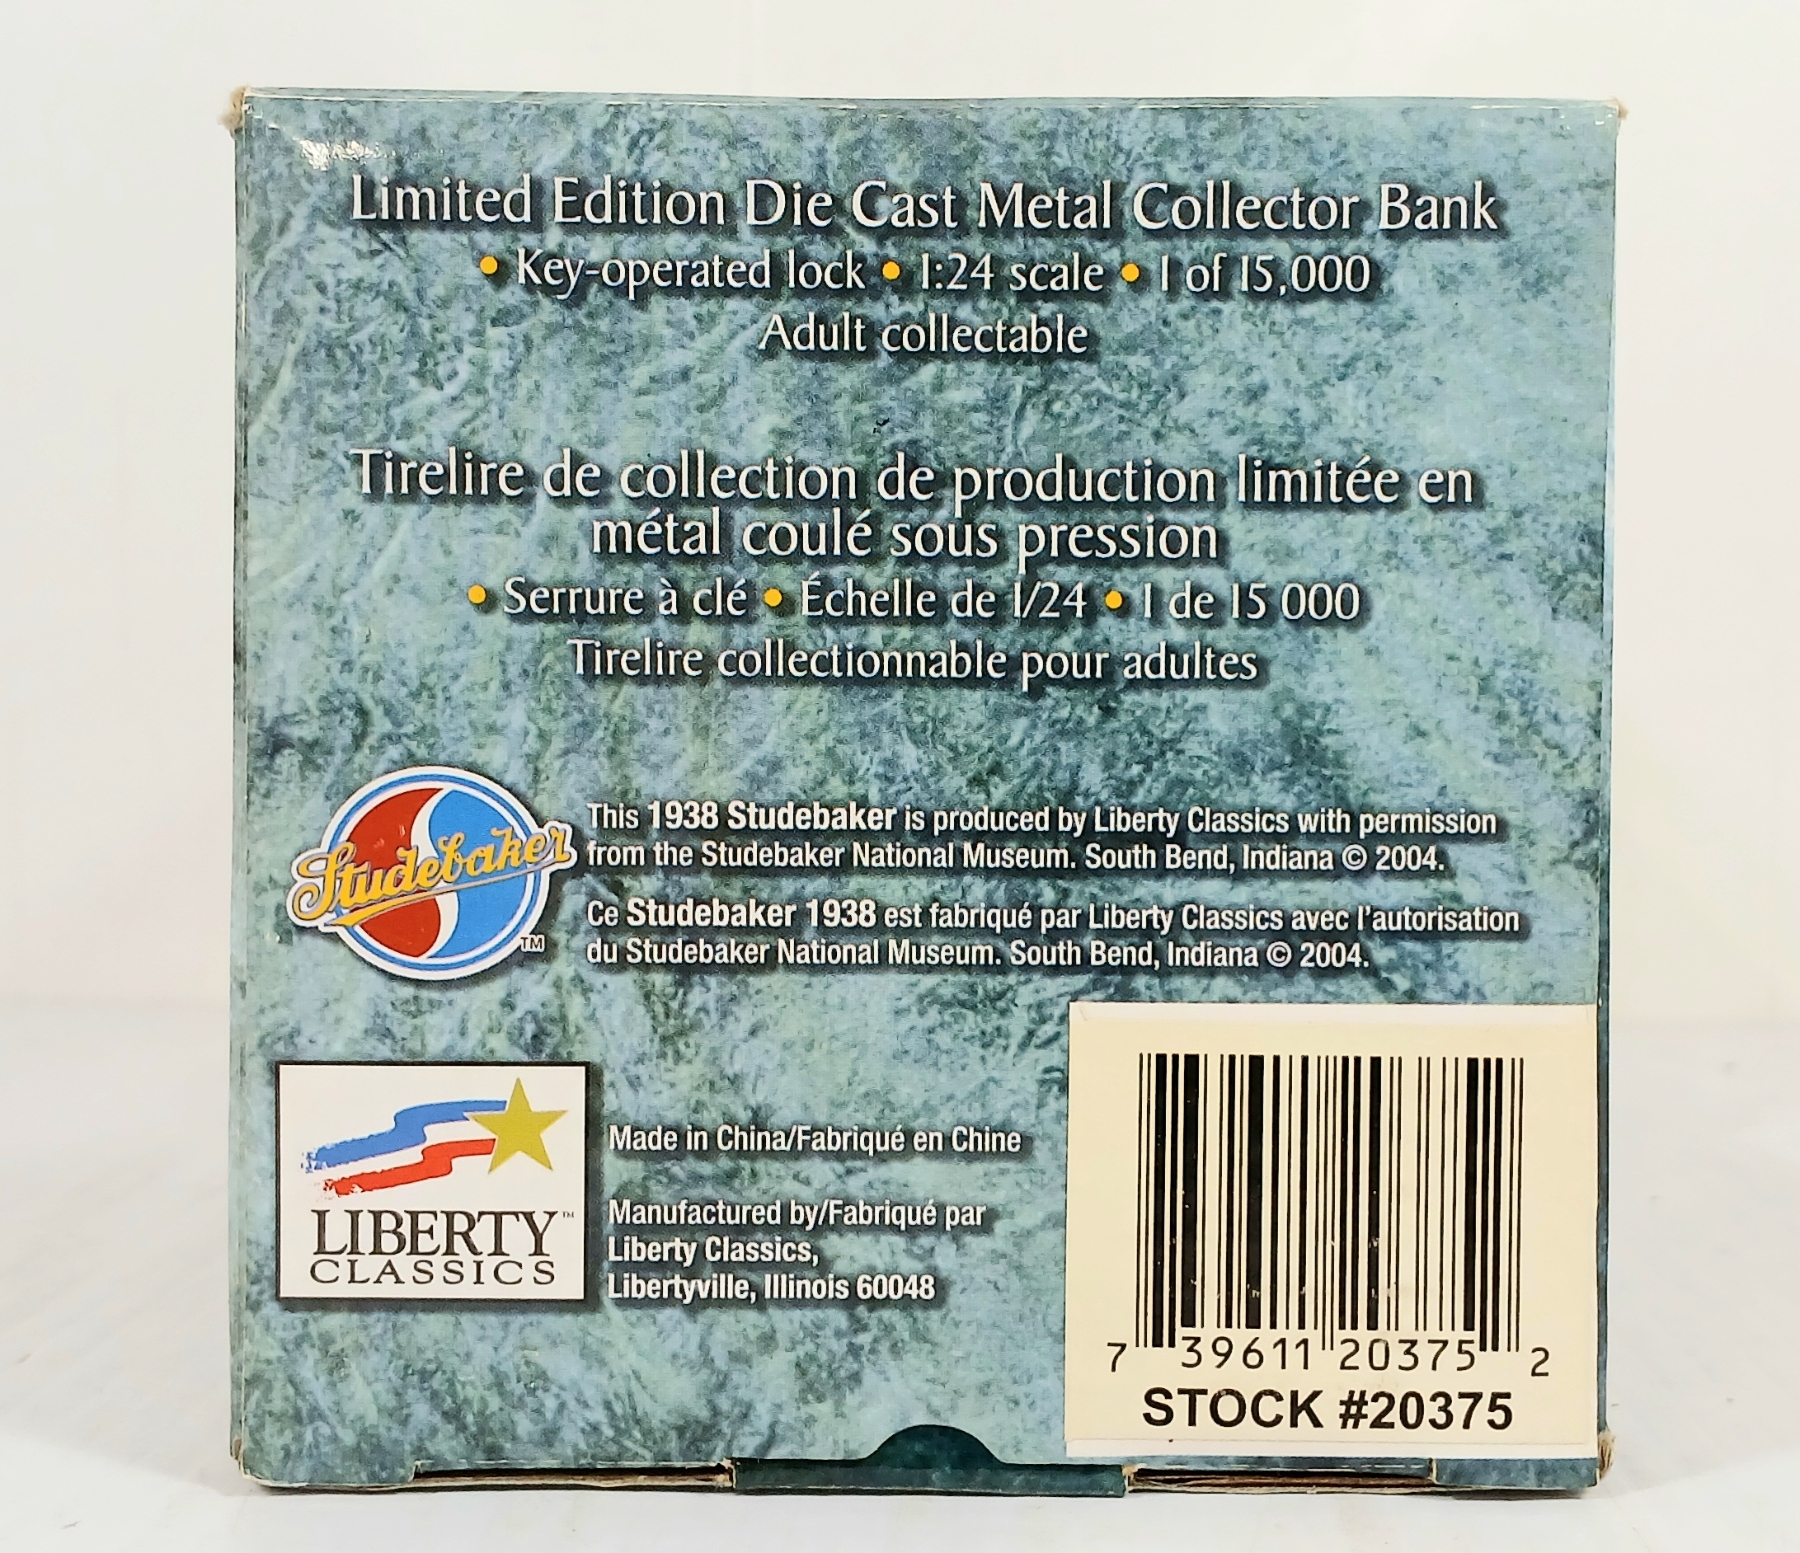 Limited Edition Die Cast Metal Collector Bank
• Key-operated lock • 1:24 scale • 1 of 15,000
Adult collectable
Tirelire de collection de production limitée en
métal coulé sous pression
• Serrure à clé • Échelle de 1/24 • 1 de 15 000
Tirelire collectionnable pour adultes
Studebaker
TM
This 1938 Studebaker is produced by Liberty Classics with permission
from the Studebaker National Museum. South Bend, Indiana © 2004.
Ce Studebaker 1938 est fabriqué par Liberty Classics avec l'autorisation
du Studebaker National Museum. South Bend, Indiana © 2004.
LIBERTY™
CLASSICS
Made in China/Fabriqué en Chine
Manufactured by/Fabriqué par
Liberty Classics,
Libertyville, Illinois 60048
7 39611 20375 2
STOCK #20375